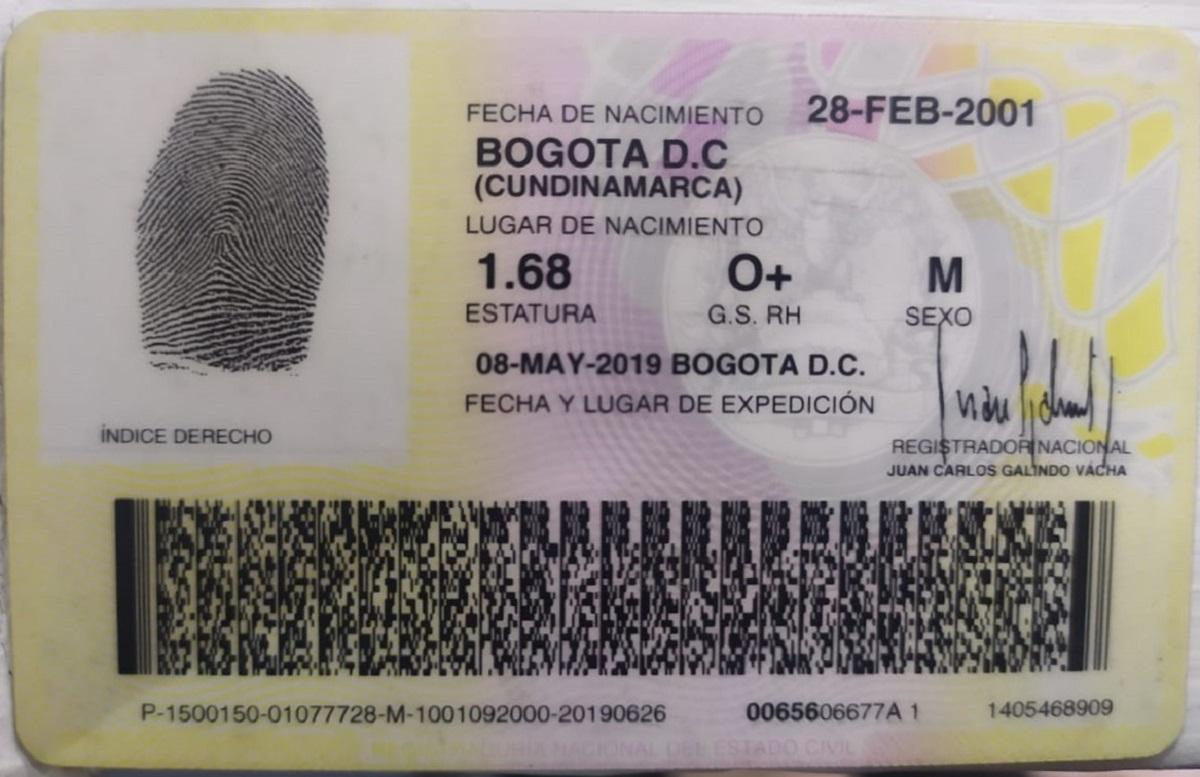 FECHA DE NACIMIENTO 28-FEB-2001
BOGOTA D.C
(CUNDINAMARCA)
LUGAR DE NACIMIENTO
1.68 O+ M
ESTATURA G.S. RH SEXO
08-MAY-2019 BOGOTA D.C.
FECHA Y LUGAR DE EXPEDICIÓN
ÍNDICE DERECHO
REGISTRADOR NACIONAL
JUAN CARLOS GALINDO VÁCHA
P-1500150-01077728-M-1001092000-20190626 0065606677A 1 1405468909
REGISTRADURIA NACIONAL DEL ESTADO CIVIL